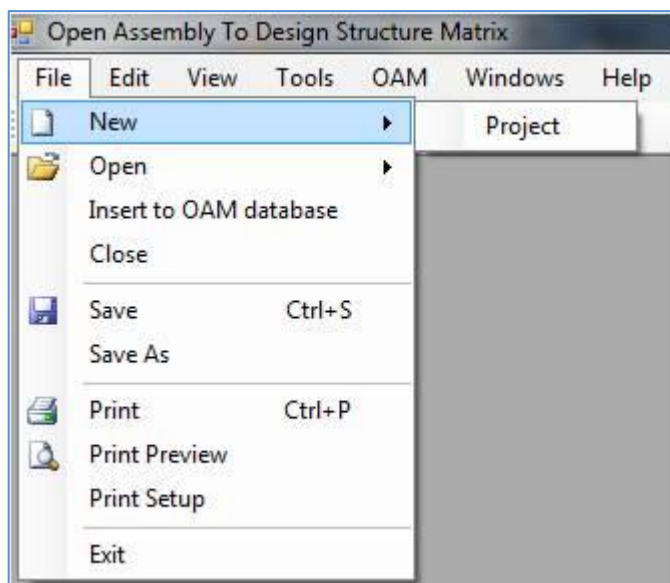 Open Assembly To Design Structure Matrix
File Edit View Tools OAM Windows Help
New Project
Open
Insert to OAM database
Close
Save Ctrl+S
Save As
Print Ctrl+P
Print Preview
Print Setup
Exit